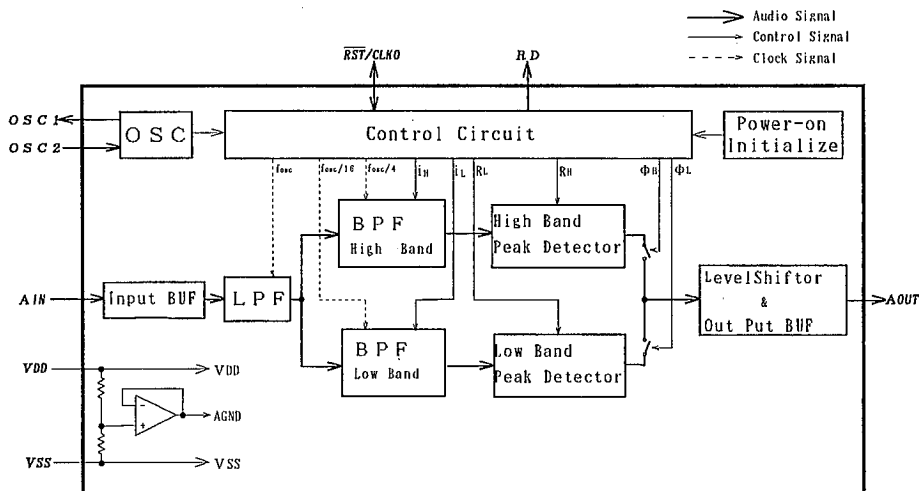 Audio Signal
Control Signal
Clock Signal
RST/CLKO
RD
OSC1
OSC2
OSC
Control Circuit
Power-on
Initialize
fosc
fosc/16
fosc/4
iH
iL
RL
RH
ΦH
ΦL
BPF
High Band
High Band
Peak Detector
AIN
Input BUF
LPF
LevelShiftor
&
Out Put BUF
AOUT
BPF
Low Band
Low Band
Peak Detector
VDD
VDD
-
+
AGND
VSS
VSS